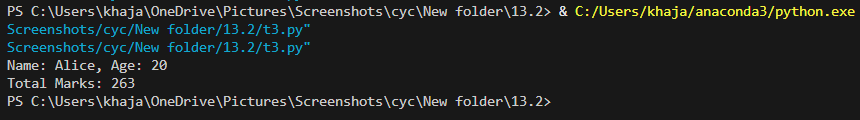 PS C:\Users\khaja\OneDrive\Pictures\Screenshots\cyc\New folder\13.2> & C:/Users/khaja/anaconda3/python.exe
Screenshots/cyc/New folder/13.2/t3.py"
Screenshots/cyc/New folder/13.2/t3.py"
Name: Alice, Age: 20
Total Marks: 263
PS C:\Users\khaja\OneDrive\Pictures\Screenshots\cyc\New folder\13.2>